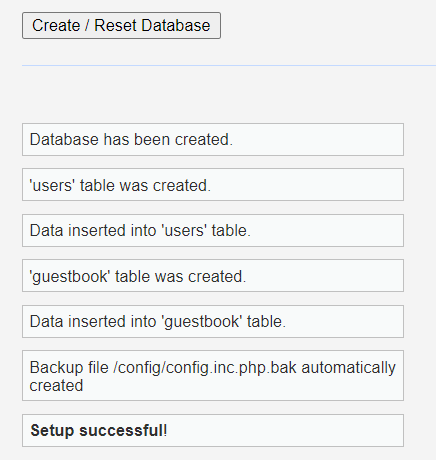 Create / Reset Database
Database has been created.
'users' table was created.
Data inserted into 'users' table.
'guestbook' table was created.
Data inserted into 'guestbook' table.
Backup file /config/config.inc.php.bak automatically
created
Setup successful!